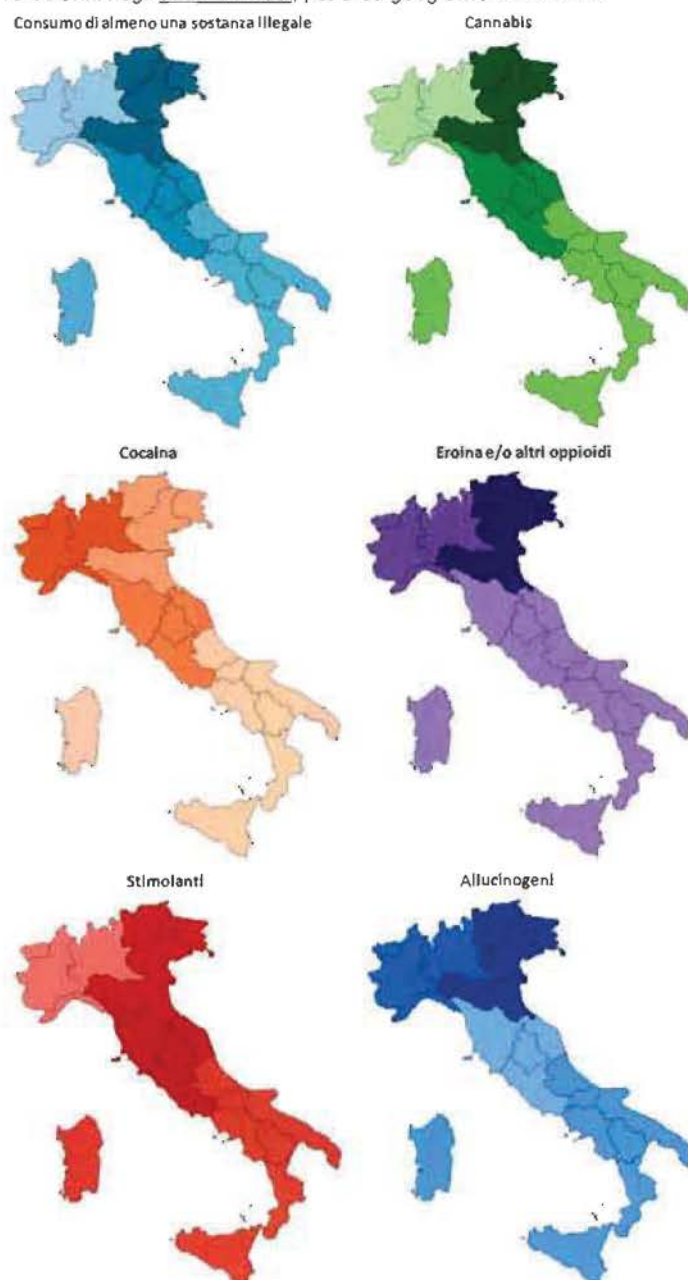 Consumo di almeno una sostanza illegale
Cannabis
Cocaina
Eroina e/o altri oppioidi
Stimolanti
Allucinogeni